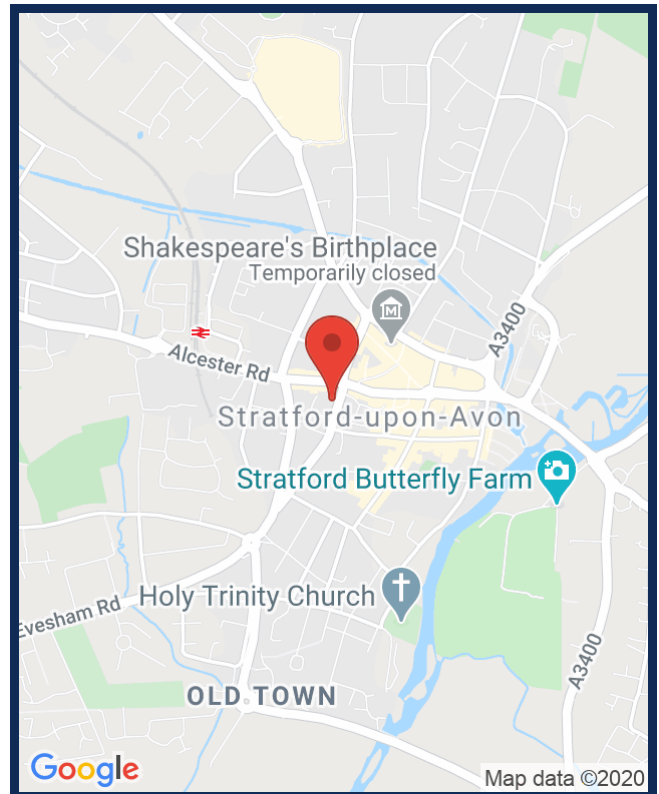 Shakespeare's Birthplace
Temporarily closed
M
A3400
Alcester Rd
Stratford-upon-Avon
Stratford Butterfly Farm
Holy Trinity Church
Evesham Rd
A3400
OLD TOWN
Google
Map data ©2020